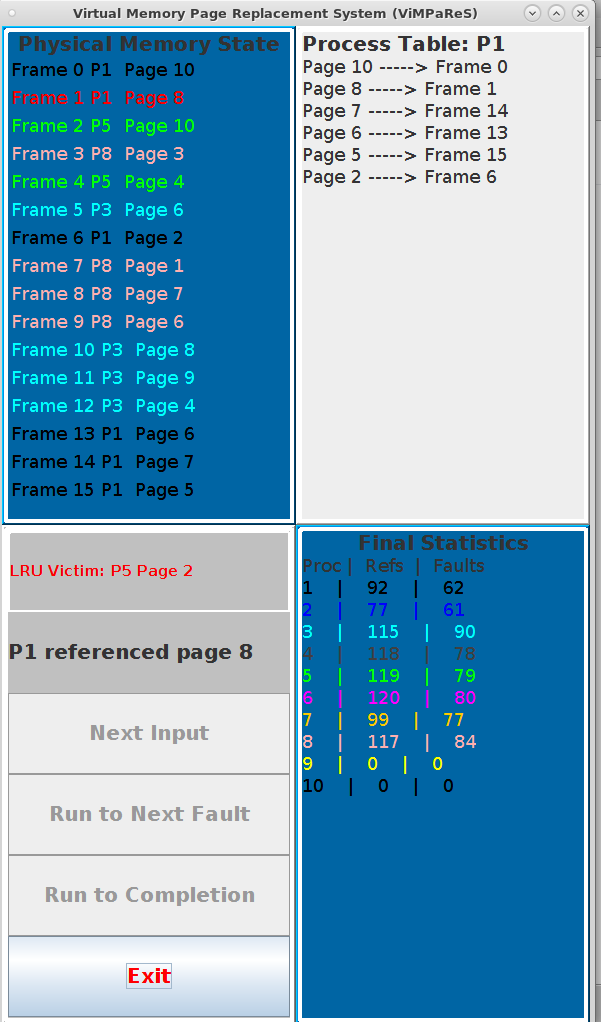 Virtual Memory Page Replacement System (ViMPaReS)
Physical Memory State
Frame 0 P1 Page 10
Frame 1 P1 Page 8
Frame 2 P5 Page 10
Frame 3 P8 Page 3
Frame 4 P5 Page 4
Frame 5 P3 Page 6
Frame 6 P1 Page 2
Frame 7 P8 Page 1
Frame 8 P8 Page 7
Frame 9 P8 Page 6
Frame 10 P3 Page 8
Frame 11 P3 Page 9
Frame 12 P3 Page 4
Frame 13 P1 Page 6
Frame 14 P1 Page 7
Frame 15 P1 Page 5
Process Table: P1
Page 10 -----> Frame 0
Page 8 -----> Frame 1
Page 7 -----> Frame 14
Page 6 -----> Frame 13
Page 5 -----> Frame 15
Page 2 -----> Frame 6
LRU Victim: P5 Page 2
P1 referenced page 8
Next Input
Run to Next Fault
Run to Completion
Exit
Final Statistics
Proc | Refs | Faults
1 | 92 | 62
2 | 77 | 61
3 | 115 | 90
4 | 118 | 78
5 | 119 | 79
6 | 120 | 80
7 | 99 | 77
8 | 117 | 84
9 | 0 | 0
10 | 0 | 0